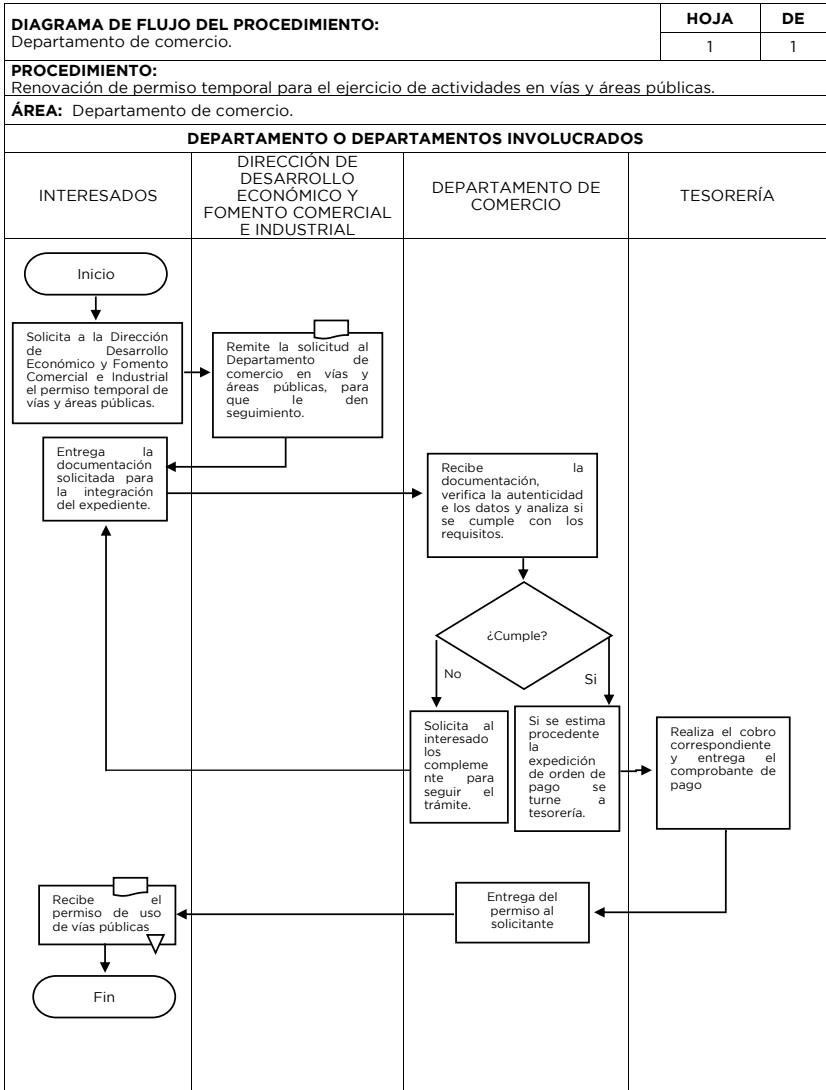 DIAGRAMA DE FLUJO DEL PROCEDIMIENTO:
Departamento de comercio.
HOJA
DE
1
1
PROCEDIMIENTO:
Renovación de permiso temporal para el ejercicio de actividades en vías y áreas públicas.
ÁREA: Departamento de comercio.
DEPARTAMENTO O DEPARTAMENTOS INVOLUCRADOS
INTERESADOS
DIRECCIÓN DE
DESARROLLO
ECONÓMICO Y
FOMENTO COMERCIAL
E INDUSTRIAL
DEPARTAMENTO DE
COMERCIO
TESORERÍA
Inicio
Solicita a la Dirección
de Desarrollo
Económico y Fomento
Comercial e Industrial
el permiso temporal de
vías y áreas públicas.
Remite la solicitud al
Departamento de
comercio en vías y
áreas públicas, para
que le den
seguimiento.
Entrega la
documentación
solicitada para
la integración
del expediente.
Recibe la
documentación,
verifica la autenticidad
e los datos y analiza si
se cumple con los
requisitos.
¿Cumple?
No
Si
Solicita al
interesado
los
compleme
nte para
seguir el
trámite.
Si se estima
procedente
la
expedición
de orden de
pago se
turne a
tesorería.
Realiza el cobro
correspondiente
y entrega el
comprobante de
pago
Entrega del
permiso al
solicitante
Recibe el
permiso de uso
de vías públicas
Fin